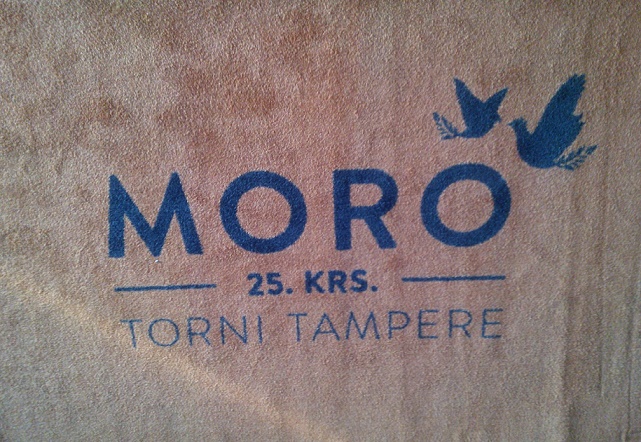 MORO
25. KRS.
TORNI TAMPERE